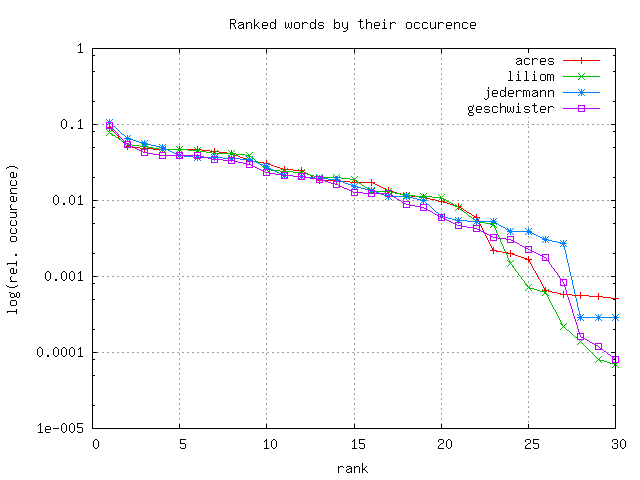 Ranked words by their occurence
1
0.1
0.01
0.001
0.0001
1e-005
log(rel. occurence)
acres
liliom
jedermann
geschwister
0 5 10 15 20 25 30
rank